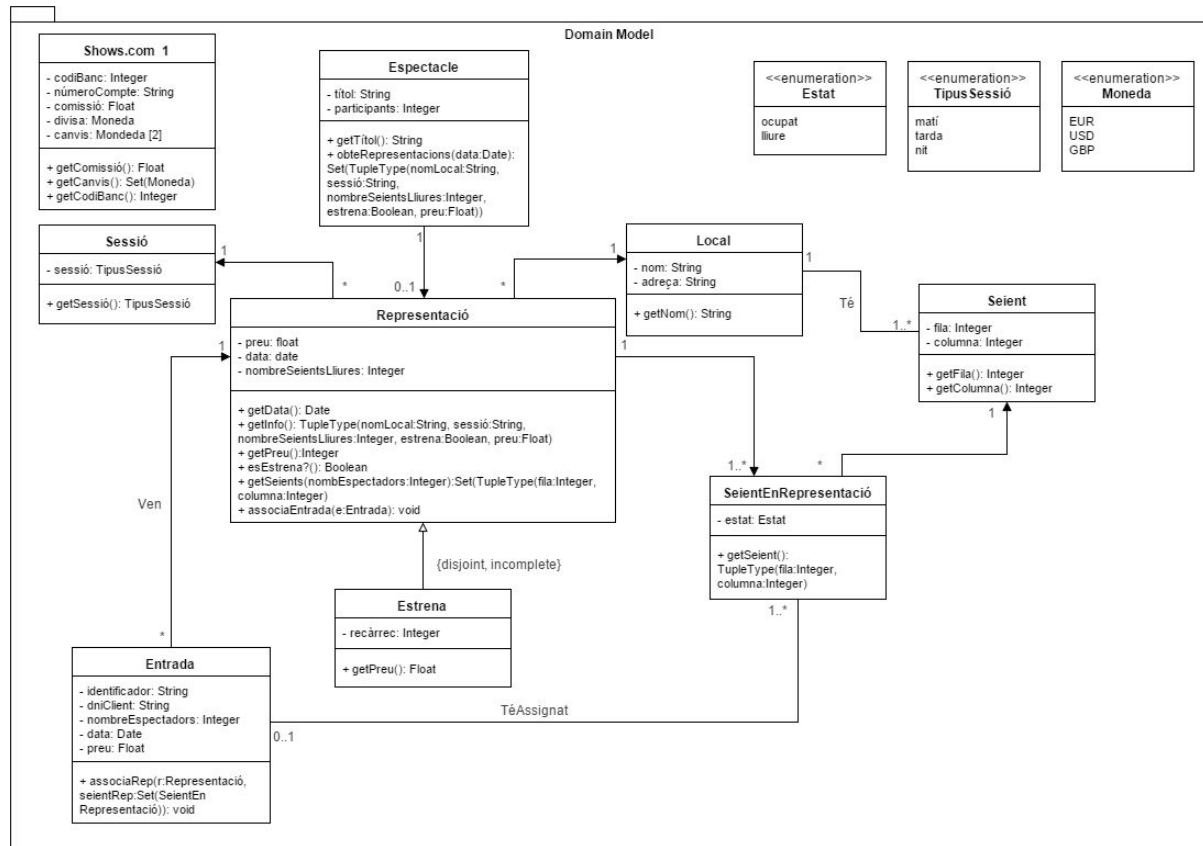 Domain Model
Shows.com 1
- codiBanc: Integer
- númeroCompte: String
- comissió: Float
- divisa: Moneda
- canvis: Mondeda [2]
+ getComissió(): Float
+ getCanvis(): Set(Moneda)
+ getCodiBanc(): Integer
Espectacle
- títol: String
- participants: Integer
+ getTítol(): String
+ obteRepresentacions(data:Date):
Set(TupleType(nomLocal:String,
sessió:String,
nombreSeientsLliures:Integer,
estrena:Boolean, preu:Float))
<<enumeration>>
Estat
ocupat
lliure
<<enumeration>>
TipusSessió
matí
tarda
nit
<<enumeration>>
Moneda
EUR
USD
GBP
Sessió
- sessió: TipusSessió
+ getSessió(): TipusSessió
1
*
1
0..1
*
1
Local
- nom: String
- adreça: String
+ getNom(): String
1
Té
1..*
Seient
- fila: Integer
- columna: Integer
+ getFila(): Integer
+ getColumna(): Integer
1
*
Representació
- preu: float
- data: date
- nombreSeientsLliures: Integer
+ getData(): Date
+ getInfo(): TupleType(nomLocal:String, sessió:String,
nombreSeientsLliures:Integer, estrena:Boolean, preu:Float)
+ getPreu():Integer
+ esEstrena?(): Boolean
+ getSeients(nombEspectadors:Integer):Set(TupleType(fila:Integer,
columna:Integer)
+ associaEntrada(e:Entrada): void
1
1..*
SeientEnRepresentació
- estat: Estat
+ getSeient():
TupleType(fila:Integer,
columna:Integer)
1..*
1
Ven
*
{disjoint, incomplete}
Estrena
- recàrrec: Integer
+ getPreu(): Float
Entrada
- identificador: String
- dniClient: String
- nombreEspectadors: Integer
- data: Date
- preu: Float
+ associaRep(r:Representació,
seientRep:Set(SeientEn
Representació)): void
TéAssignat
0..1